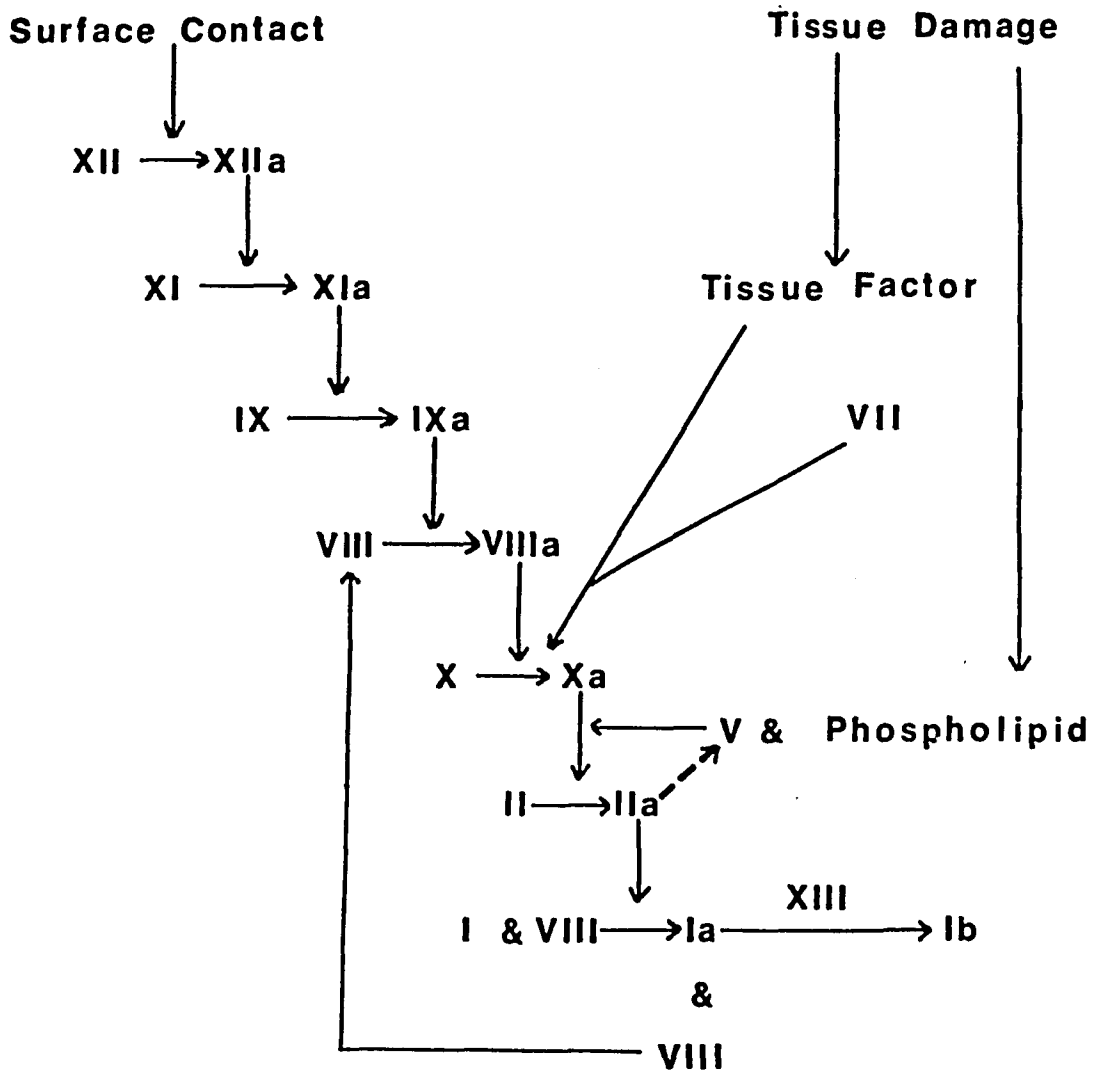 Surface Contact
Tissue Damage
XII XIIa
XI XIa
Tissue Factor
IX IXa
VII
VIII VIIIa
X Xa
V & Phospholipid
II IIa
XIII
I & VIII Ia Ib
&
VIII